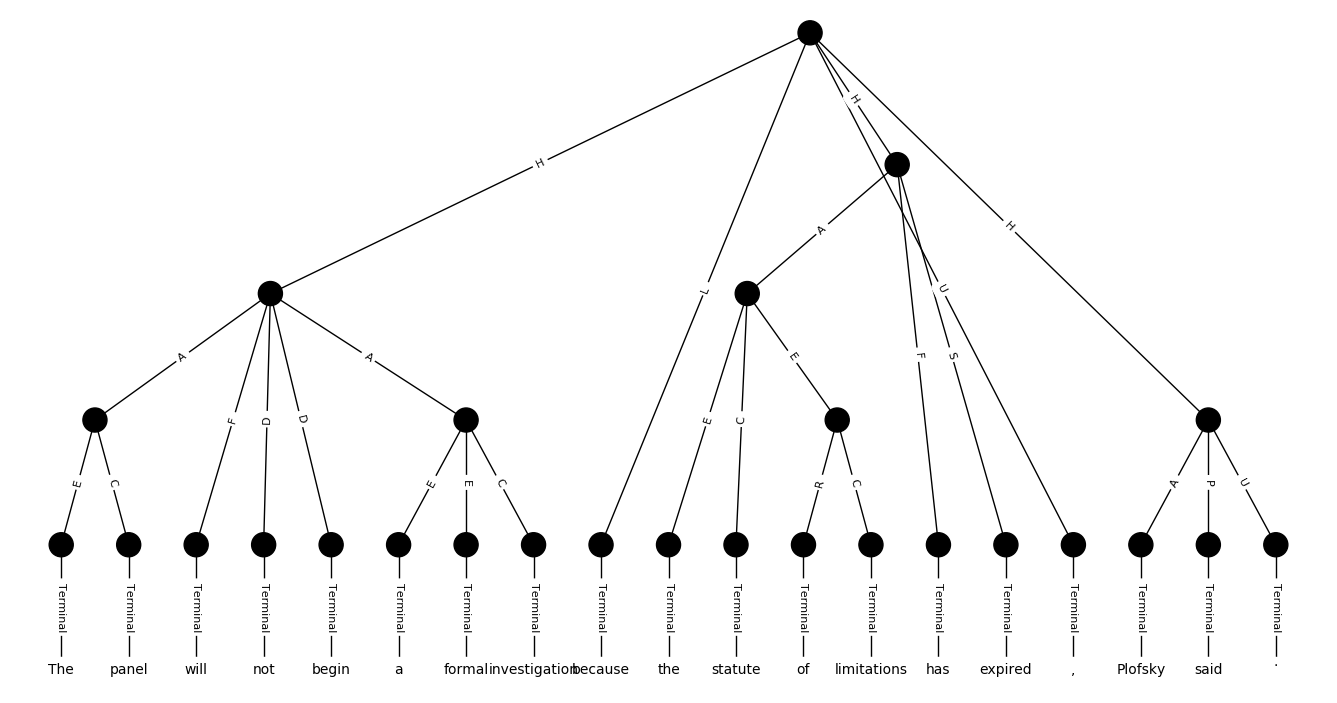 H
H
A
H
L
U
A
A
F
S
E
F
D
D
E
C
E
C
E
E
C
R
C
A
P
U
Terminal Terminal Terminal Terminal Terminal Terminal Terminal Terminal Terminal Terminal Terminal Terminal Terminal Terminal Terminal Terminal Terminal Terminal Terminal
The panel will not begin a formal investigation because the statute of limitations has expired , Plofsky said .